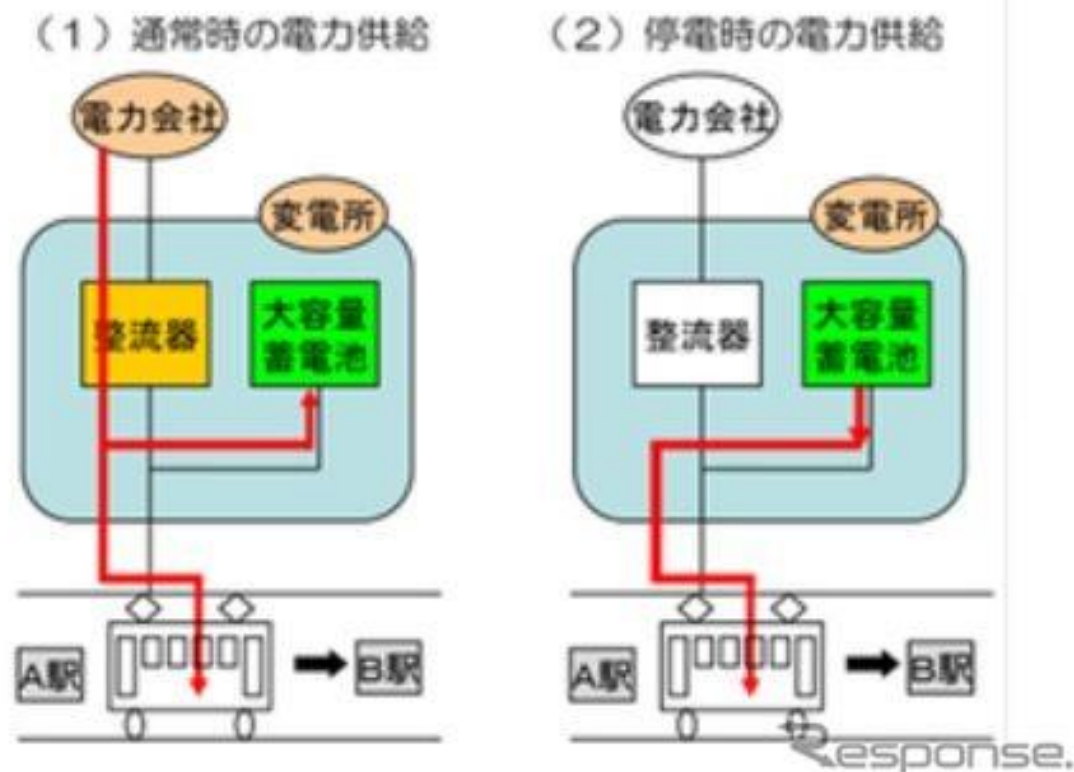 （1）通常時の電力供給
電力会社
変電所
整流器
大容量
蓄電池
A駅
B駅
（2）停電時の電力供給
電力会社
変電所
整流器
大容量
蓄電池
A駅
B駅
Response.